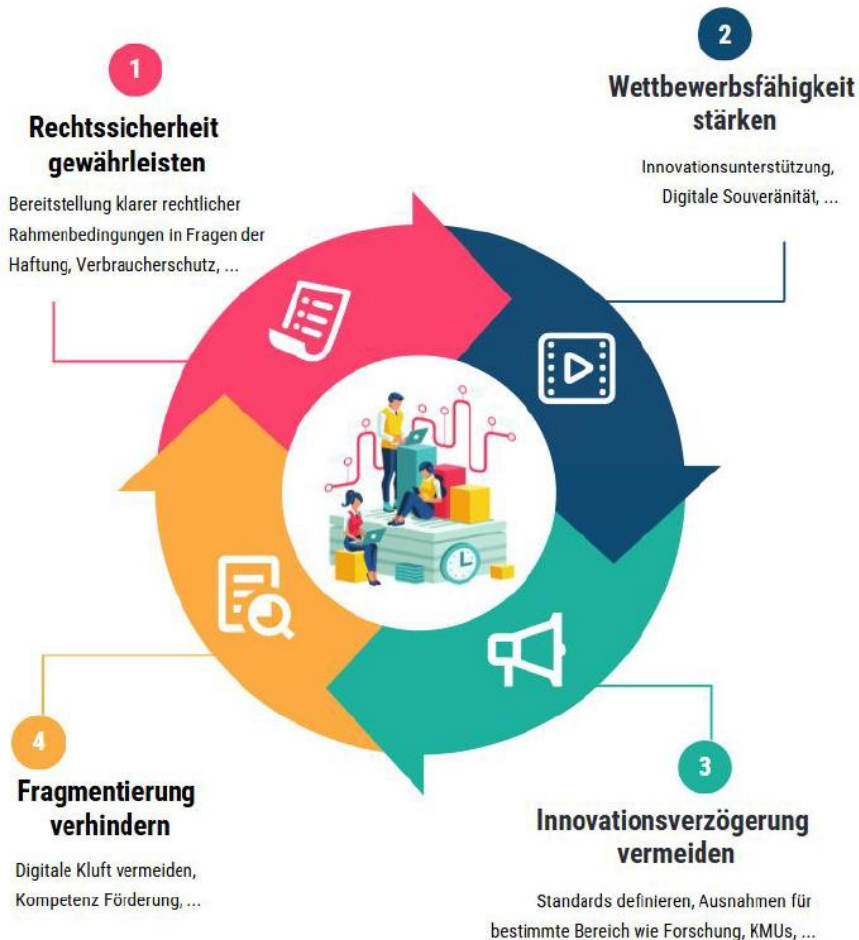 1
Rechtssicherheit
gewährleisten
Bereitstellung klarer rechtlicher
Rahmenbedingungen in Fragen der
Haftung, Verbraucherschutz, ...
2
Wettbewerbsfähigkeit
stärken
Innovationsunterstützung,
Digitale Souveränität, ...
3
Innovationsverzögerung
vermeiden
Standards definieren, Ausnahmen für
bestimmte Bereich wie Forschung, KMUs, ...
4
Fragmentierung
verhindern
Digitale Kluft vermeiden,
Kompetenz Förderung, ...